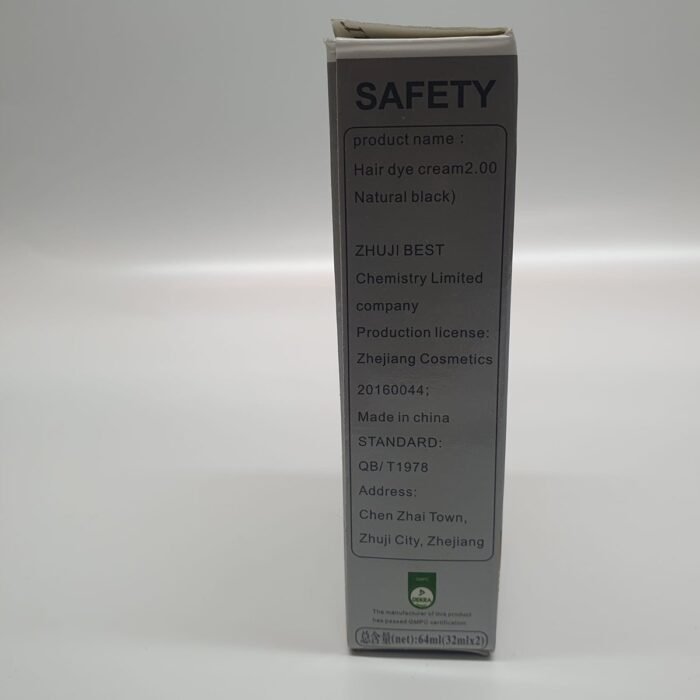 SAFETY
product name :
Hair dye cream2.00
Natural black)
ZHUJI BEST
Chemistry Limited
company
Production license:
Zhejiang Cosmetics
20160044;
Made in china
STANDARD:
QB/ T1978
Address:
Chen Zhai Town,
Zhuji City, Zhejiang
DEKRA
The manufacturer of this product
has passed GMPC certification
总含量(net):64ml(32mlx2)